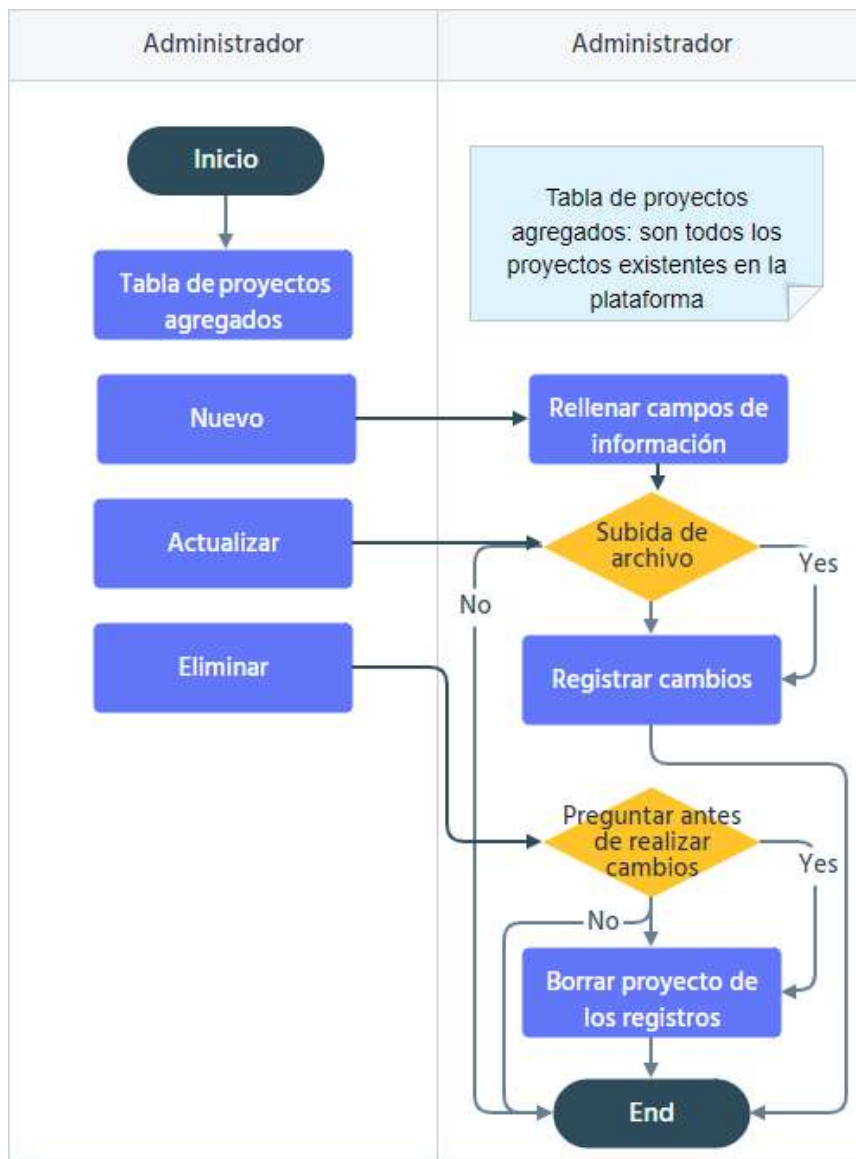 Administrador
Administrador
Inicio
Tabla de proyectos
agregados: son todos los
proyectos existentes en la
plataforma
Tabla de proyectos
agregados
Nuevo
Rellenar campos de
información
Actualizar
Subida de
archivo
Yes
No
Eliminar
Registrar cambios
Preguntar antes
de realizar
cambios
Yes
No
Borrar proyecto de
los registros
End